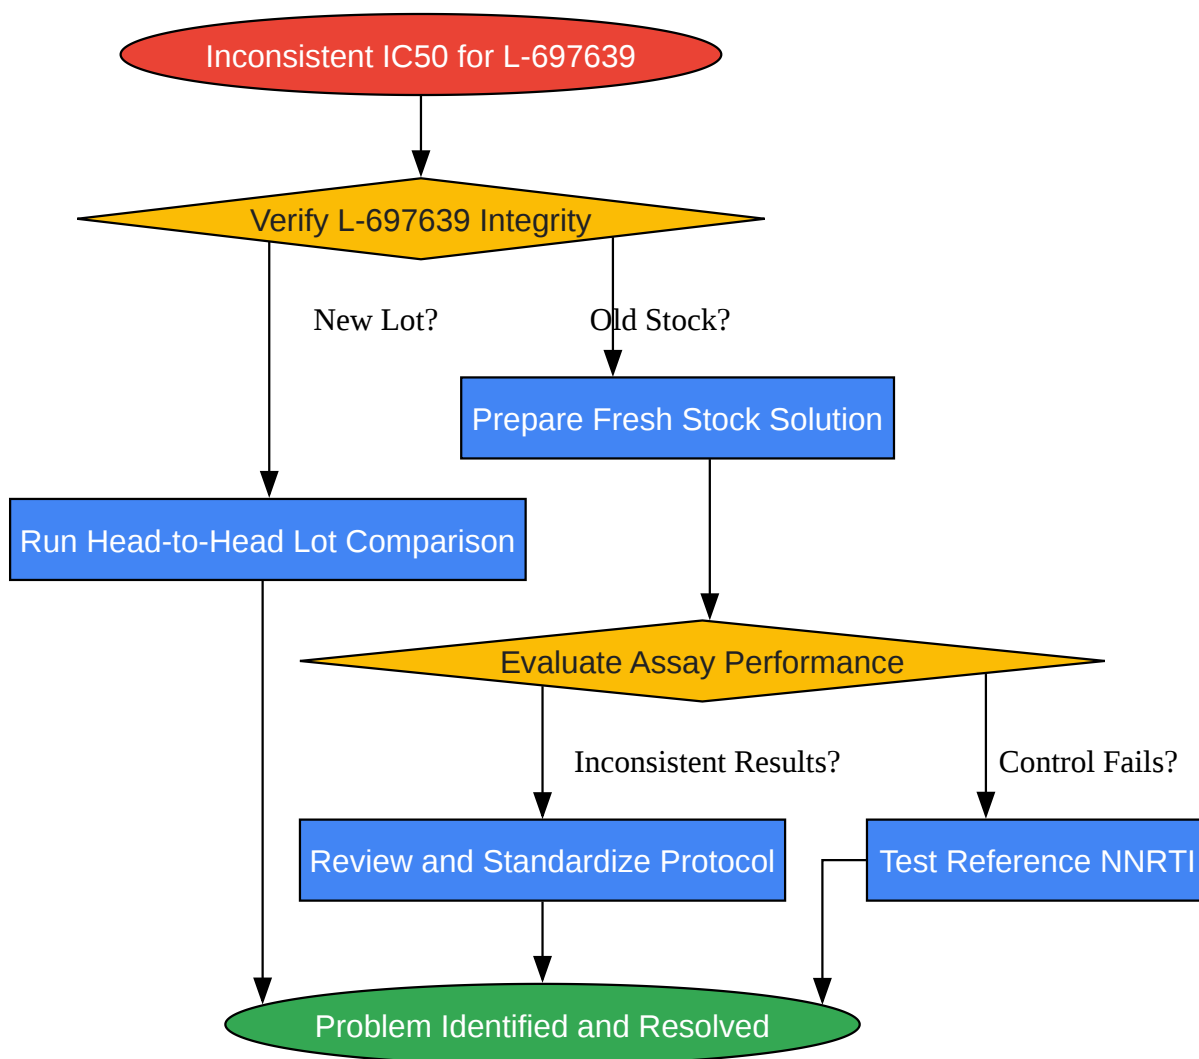 Inconsistent IC50 for L-697639
Verify L-697639 Integrity
New Lot?
Old Stock?
Prepare Fresh Stock Solution
Run Head-to-Head Lot Comparison
Evaluate Assay Performance
Inconsistent Results?
Control Fails?
Review and Standardize Protocol
Test Reference NNRTI
Problem Identified and Resolved